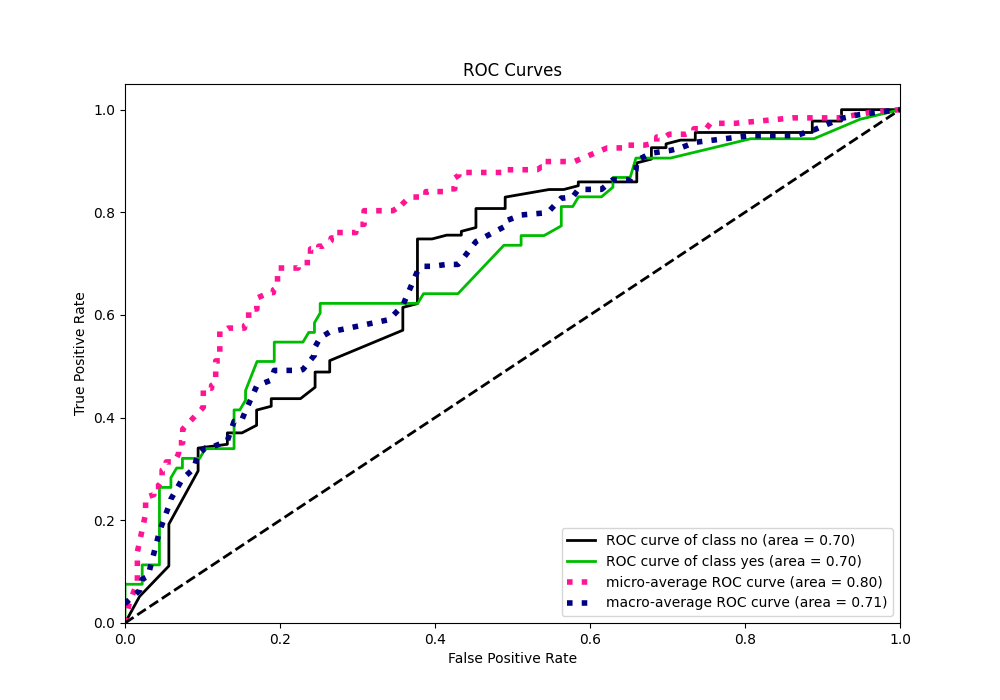 ROC Curves
True Positive Rate
1.0
0.8
0.6
0.4
0.2
0.0
0.0 0.2 0.4 0.6 0.8 1.0
False Positive Rate
ROC curve of class no (area = 0.70)
ROC curve of class yes (area = 0.70)
micro-average ROC curve (area = 0.80)
macro-average ROC curve (area = 0.71)